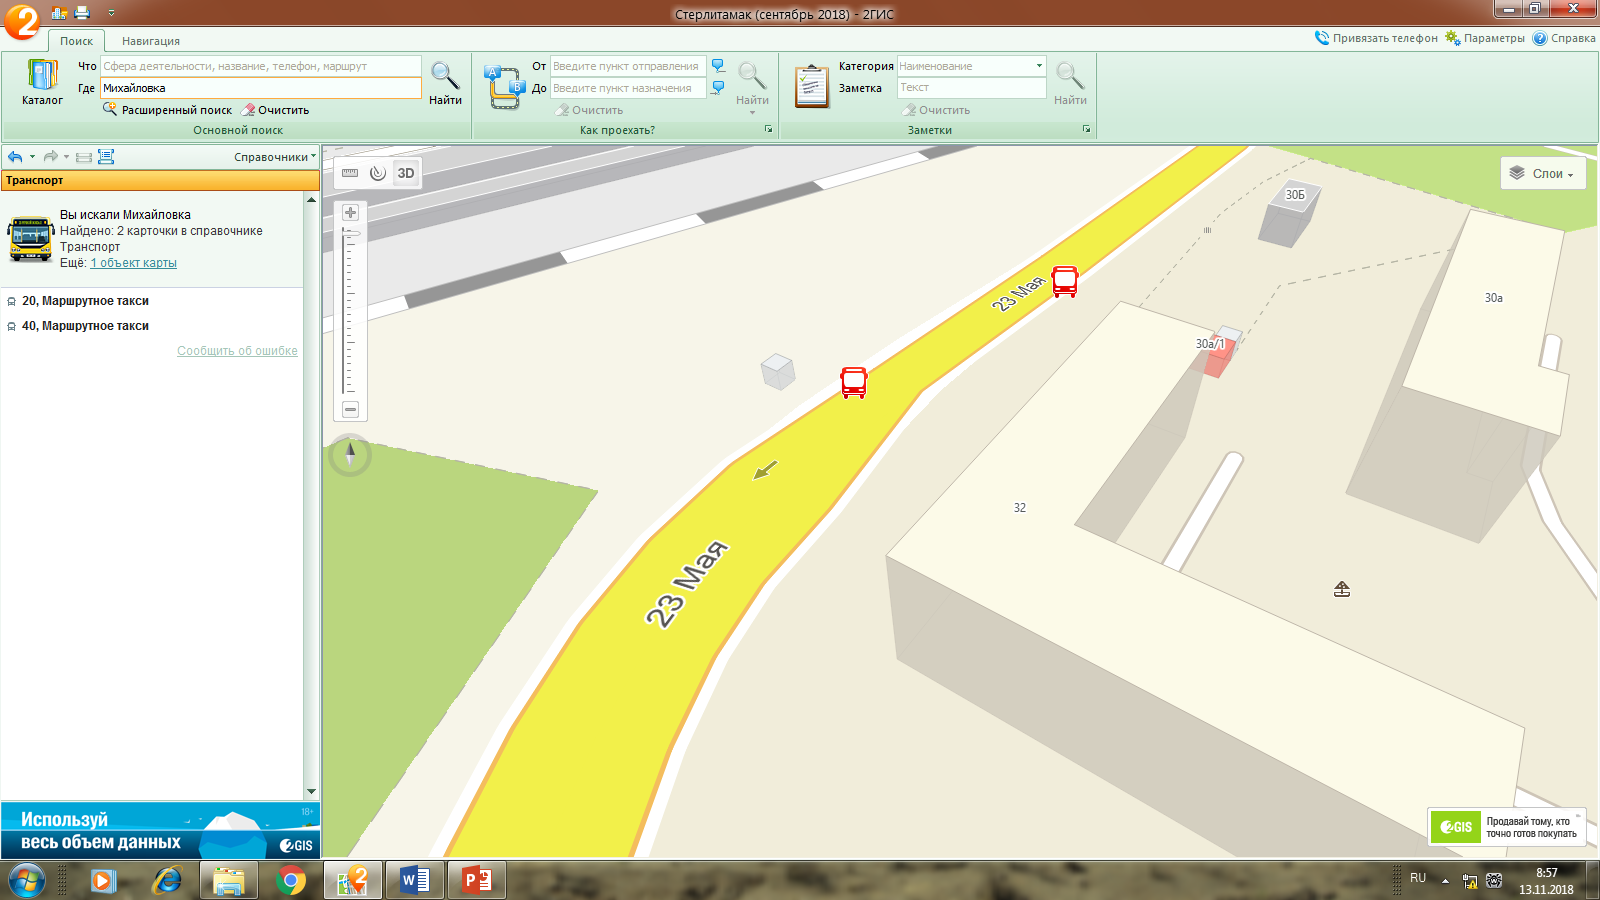 Стерлитамак (сентябрь 2018) - 2ГИС
Поиск
Навигация
Привязать телефон
Параметры
Справка
Каталог
Что
Сфера деятельности, название, телефон, маршрут
Где
Михайловка
Расширенный поиск
Очистить
Найти
Основной поиск
От
Введите пункт отправления
До
Введите пункт назначения
Очистить
Найти
Как проехать?
Категория
Наименование
Заметка
Текст
Очистить
Найти
Заметки
Справочники
Транспорт
Вы искали Михайловка
Найдено: 2 карточки в справочнике
Транспорт
Ещё: 1 объект карты
20, Маршрутное такси
40, Маршрутное такси
Сообщить об ошибке
3D
Слои
30Б
30а
23 Мая
30а/1
32
23 Мая
Используй
18+
весь объем данных
2GIS
2GIS
Продавай тому, кто
точно готов покупать
RU
8:57
13.11.2018